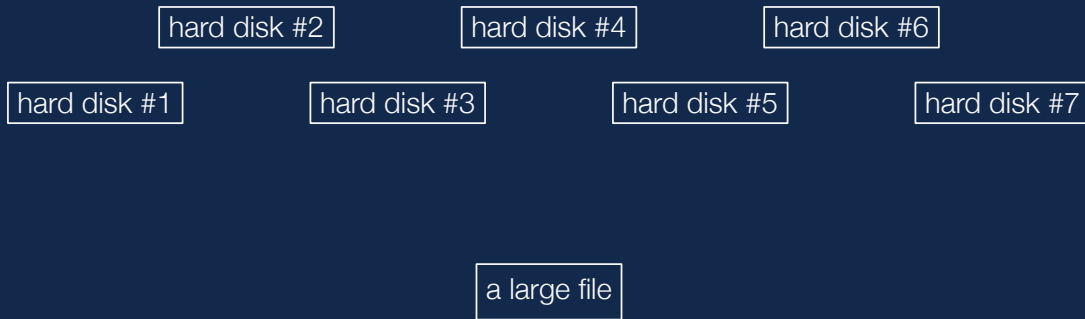 hard disk #2 hard disk #4 hard disk #6
hard disk #1 hard disk #3 hard disk #5 hard disk #7
a large file